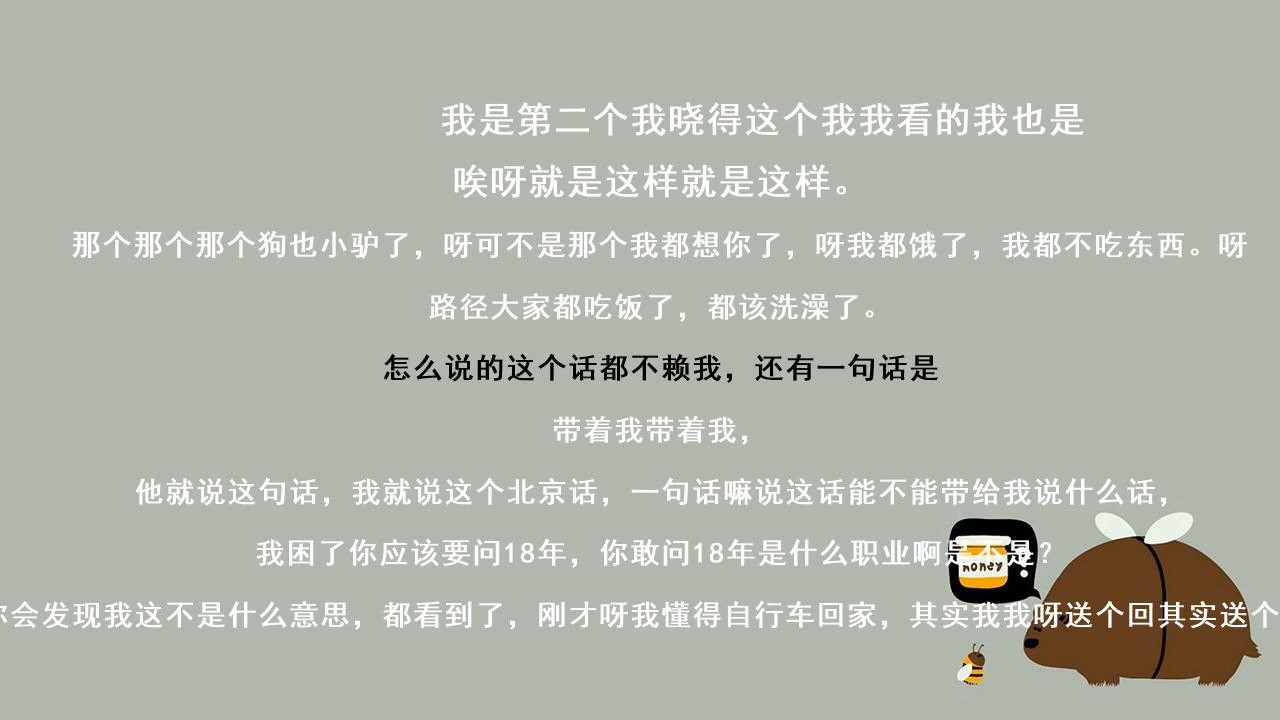 我是第二个我晓得这个我我看的我也是
唉呀就是这样就是这样。
那个那个那个狗也小驴了，呀可不是那个我都想你了，呀我都饿了，我都不吃东西。呀
路径大家都吃饭了，都该洗澡了。
怎么说的这个话都不赖我，还有一句话是
带着我带着我，
他就说这句话，我就说这个北京话，一句话嘛说这话能不能带给我说什么话，
我困了你应该要问18年，你敢问18年是什么职业啊是不是？
honey
你会发现我这不是什么意思，都看到了，刚才呀我懂得自行车回家，其实我我呀送个回其实送个